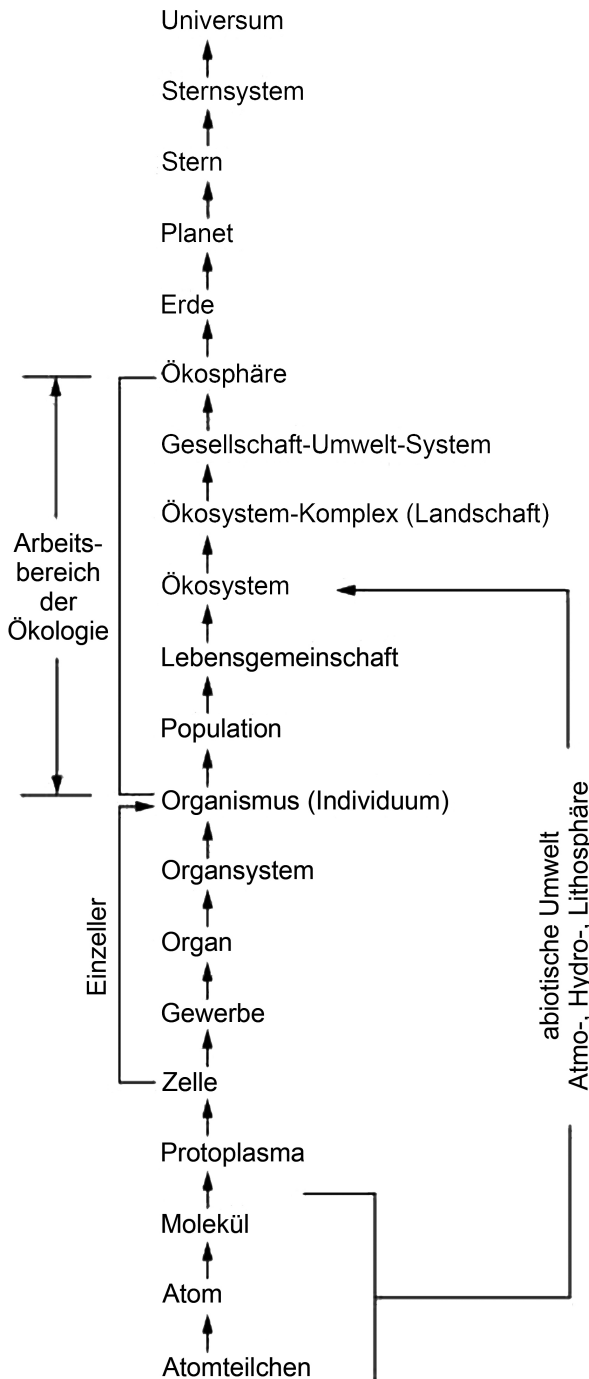 Universum
Sternsystem
Stern
Planet
Erde
Ökosphäre
Gesellschaft-Umwelt-System
Ökosystem-Komplex (Landschaft)
Ökosystem
Lebensgemeinschaft
Population
Organismus (Individuum)
Organsystem
Organ
Gewerbe
Zelle
Protoplasma
Molekül
Atom
Atomteilchen
Arbeits-
bereich
der
Ökologie
Einzeller
abiotische Umwelt
Atmo-, Hydro-, Lithosphäre